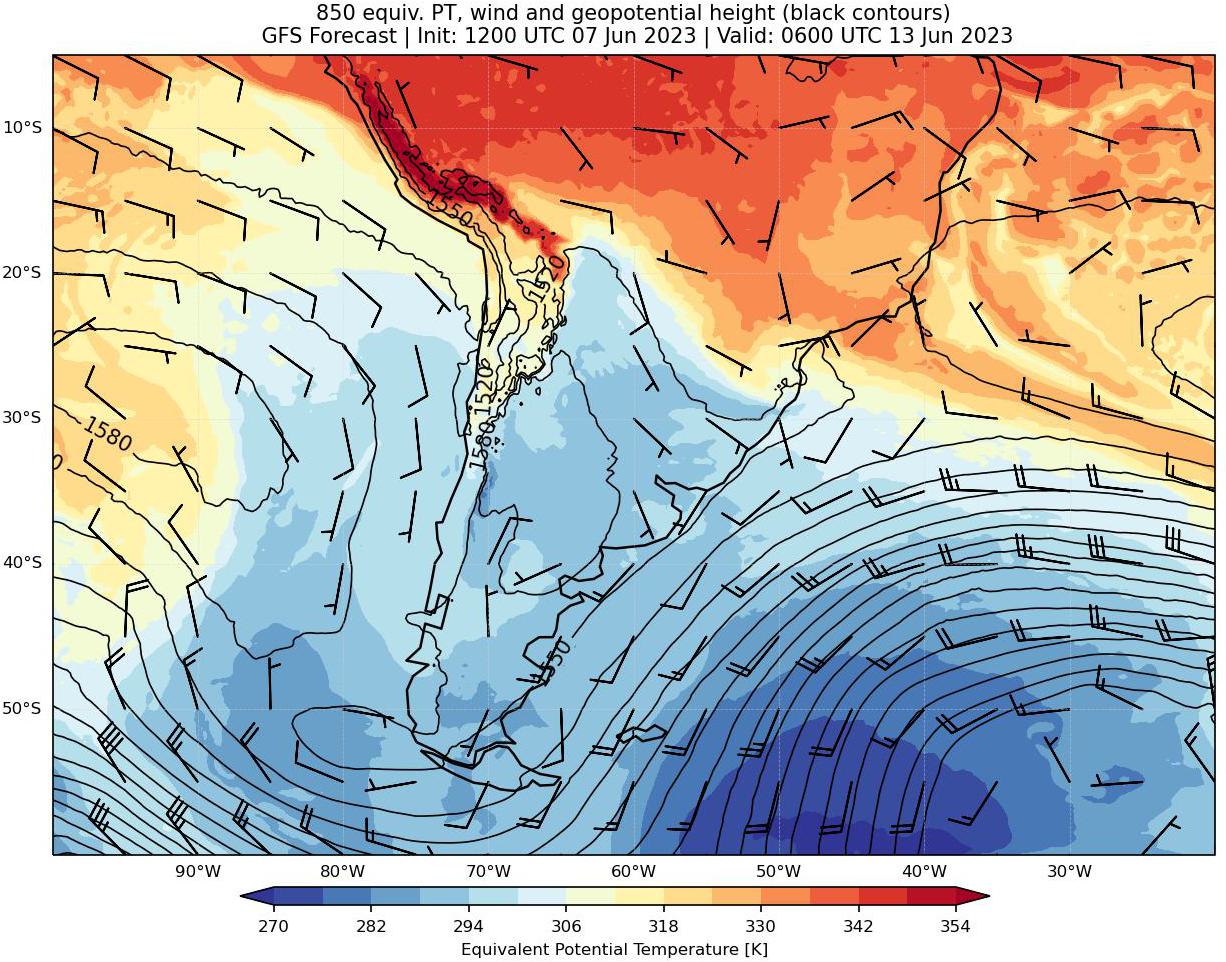 850 equiv. PT, wind and geopotential height (black contours)
GFS Forecast | Init: 1200 UTC 07 Jun 2023 | Valid: 0600 UTC 13 Jun 2023
10°S
1550
20°S
1520
1520
30°S
1580
1580
0
40°S
1550
50°S
90°W 80°W 70°W 60°W 50°W 40°W 30°W
270 282 294 306 318 330 342 354
Equivalent Potential Temperature [K]